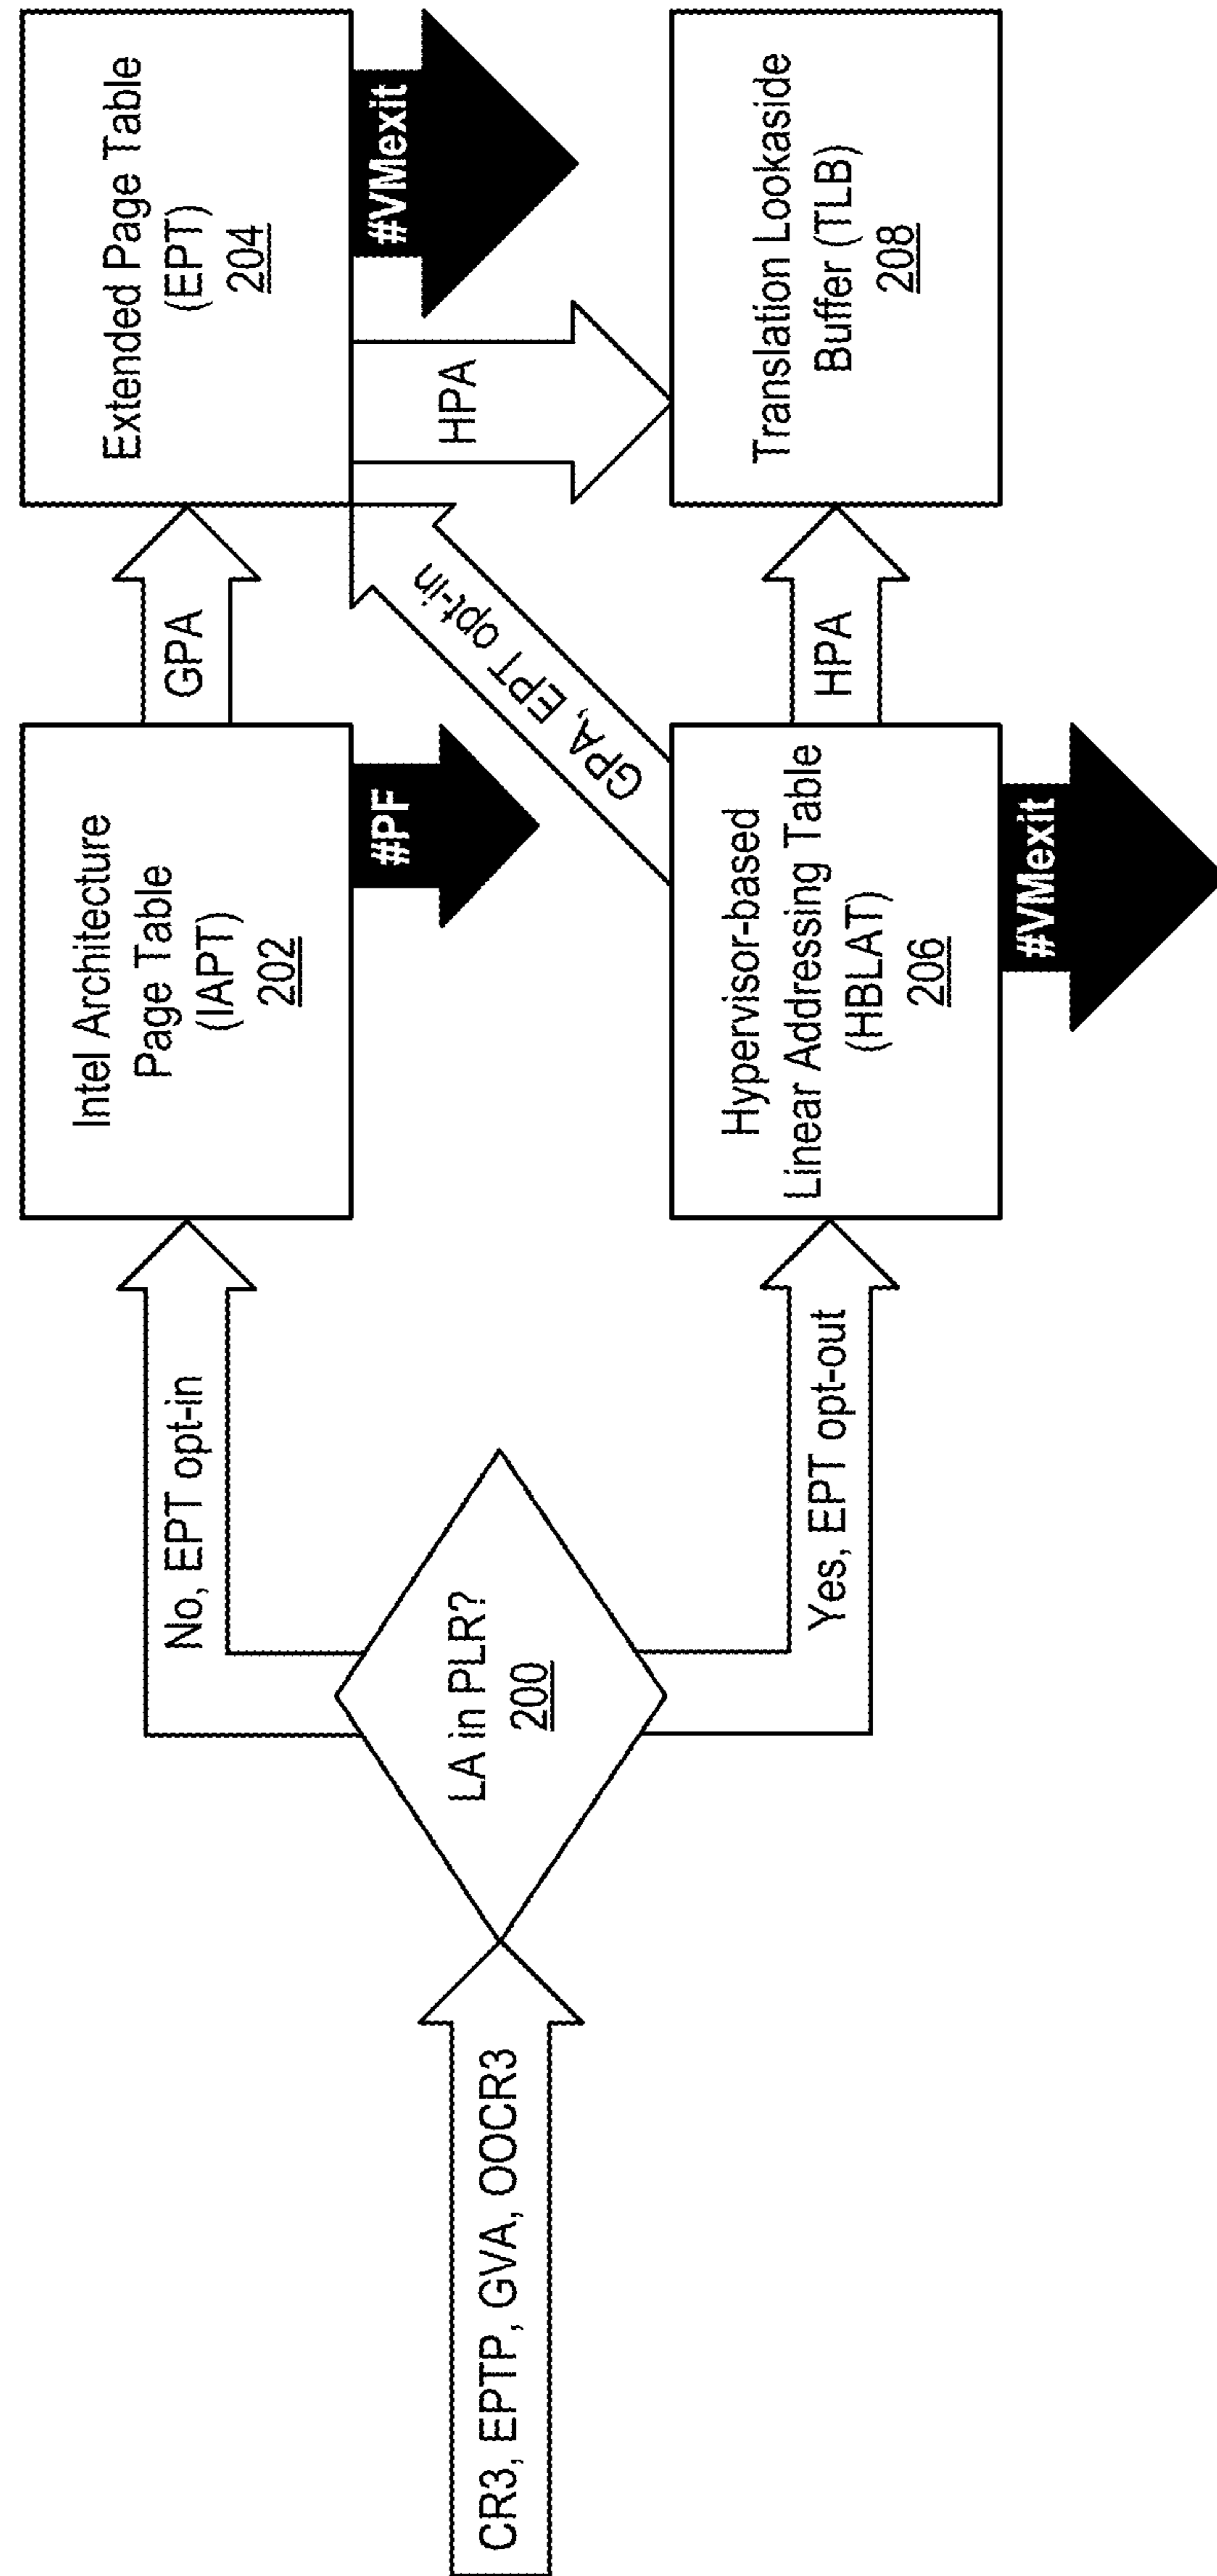 CR3, EPTP, GVA, OOCR3
LA in PLR?
200
No, EPT opt-in
Yes, EPT opt-out
Intel Architecture
Page Table
(IAPT)
202
#PF
GPA
Extended Page Table
(EPT)
204
#VMexit
HPA
GPA, EPT opt-in
Hypervisor-based
Linear Addressing Table
(HBLAT)
206
#VMexit
HPA
Translation Lookaside
Buffer (TLB)
208